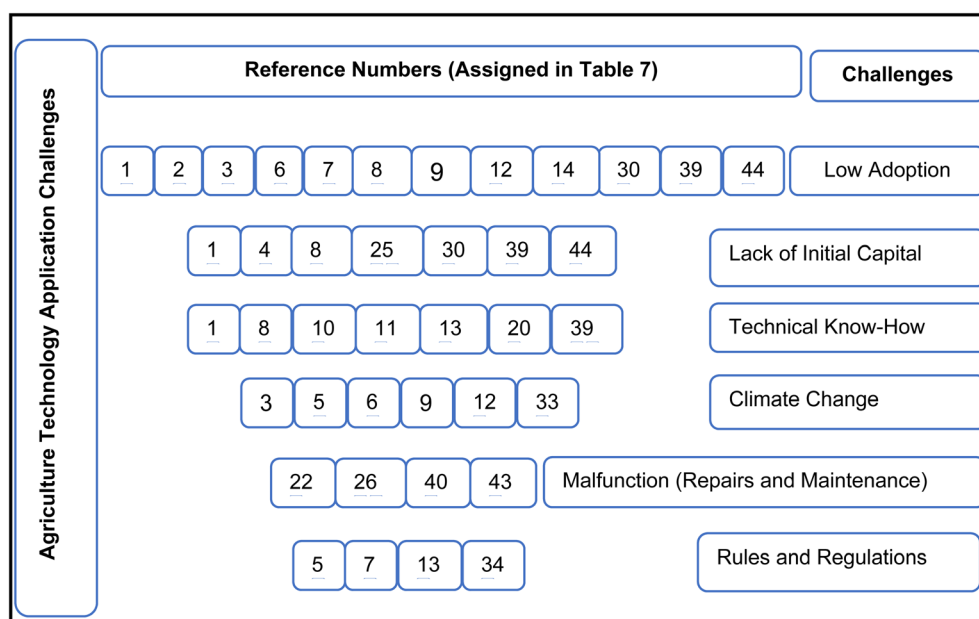 Agriculture Technology Application Challenges
Reference Numbers (Assigned in Table 7)
Challenges
1 2 3 6 7 8 9 12 14 30 39 44 Low Adoption
1 4 8 25 30 39 44 Lack of Initial Capital
1 8 10 11 13 20 39 Technical Know-How
3 5 6 9 12 33 Climate Change
22 26 40 43 Malfunction (Repairs and Maintenance)
5 7 13 34 Rules and Regulations